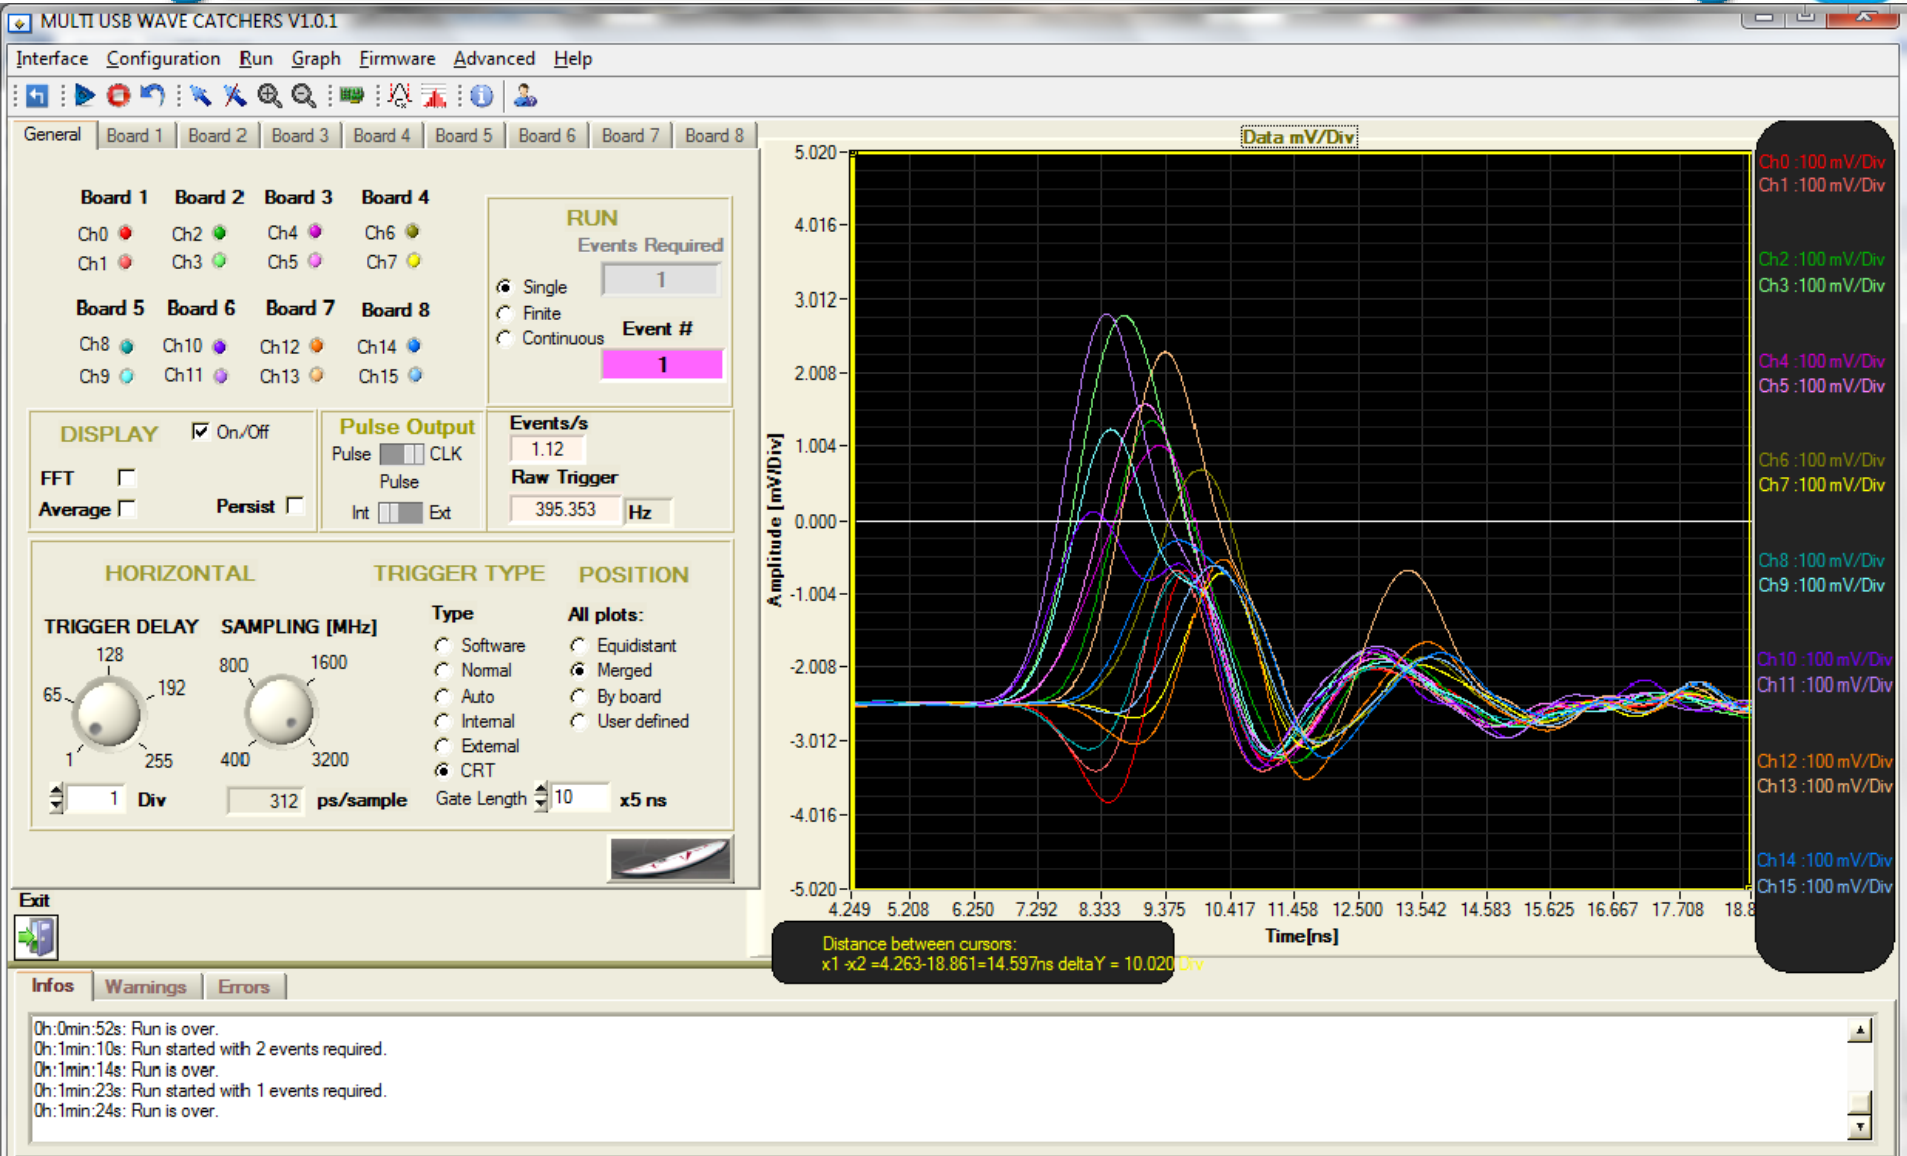 MULTI USB WAVE CATCHERS V1.0.1
Interface Configuration Run Graph Firmware Advanced Help
General Board 1 Board 2 Board 3 Board 4 Board 5 Board 6 Board 7 Board 8
Board 1 Board 2 Board 3 Board 4
Ch0 Ch2 Ch4 Ch6
Ch1 Ch3 Ch5 Ch7
Board 5 Board 6 Board 7 Board 8
Ch8 Ch10 Ch12 Ch14
Ch9 Ch11 Ch13 Ch15
RUN
Events Required
1
Single
Finite
Continuous
Event #
1
DISPLAY On/Off
FFT
Average Persist
Pulse Output
Pulse CLK
Pulse
Int Ext
Events/s
1.12
Raw Trigger
395.353 Hz
HORIZONTAL TRIGGER TYPE POSITION
TRIGGER DELAY SAMPLING [MHz]
128
65 192
1 255
1 Div
800 1600
400 3200
312 ps/sample
Type
Software
Normal
Auto
Internal
External
CRT
Gate Length 10 x5 ns
All plots:
Equidistant
Merged
By board
User defined
Exit
Data mV/Div
Amplitude [mV/Div]
5.020
4.016
3.012
2.008
1.004
0.000
-1.004
-2.008
-3.012
-4.016
-5.020
4.249 5.208 6.250 7.292 8.333 9.375 10.417 11.458 12.500 13.542 14.583 15.625 16.667 17.708 18.8
Time[ns]
Ch0 :100 mV/Div
Ch1 :100 mV/Div
Ch2 :100 mV/Div
Ch3 :100 mV/Div
Ch4 :100 mV/Div
Ch5 :100 mV/Div
Ch6 :100 mV/Div
Ch7 :100 mV/Div
Ch8 :100 mV/Div
Ch9 :100 mV/Div
Ch10 :100 mV/Div
Ch11 :100 mV/Div
Ch12 :100 mV/Div
Ch13 :100 mV/Div
Ch14 :100 mV/Div
Ch15 :100 mV/Div
Distance between cursors:
x1 -x2 =4.263-18.861=14.597ns deltaY = 10.020 Div
Infos Warnings Errors
0h:0min:52s: Run is over.
0h:1min:10s: Run started with 2 events required.
0h:1min:14s: Run is over.
0h:1min:23s: Run started with 1 events required.
0h:1min:24s: Run is over.